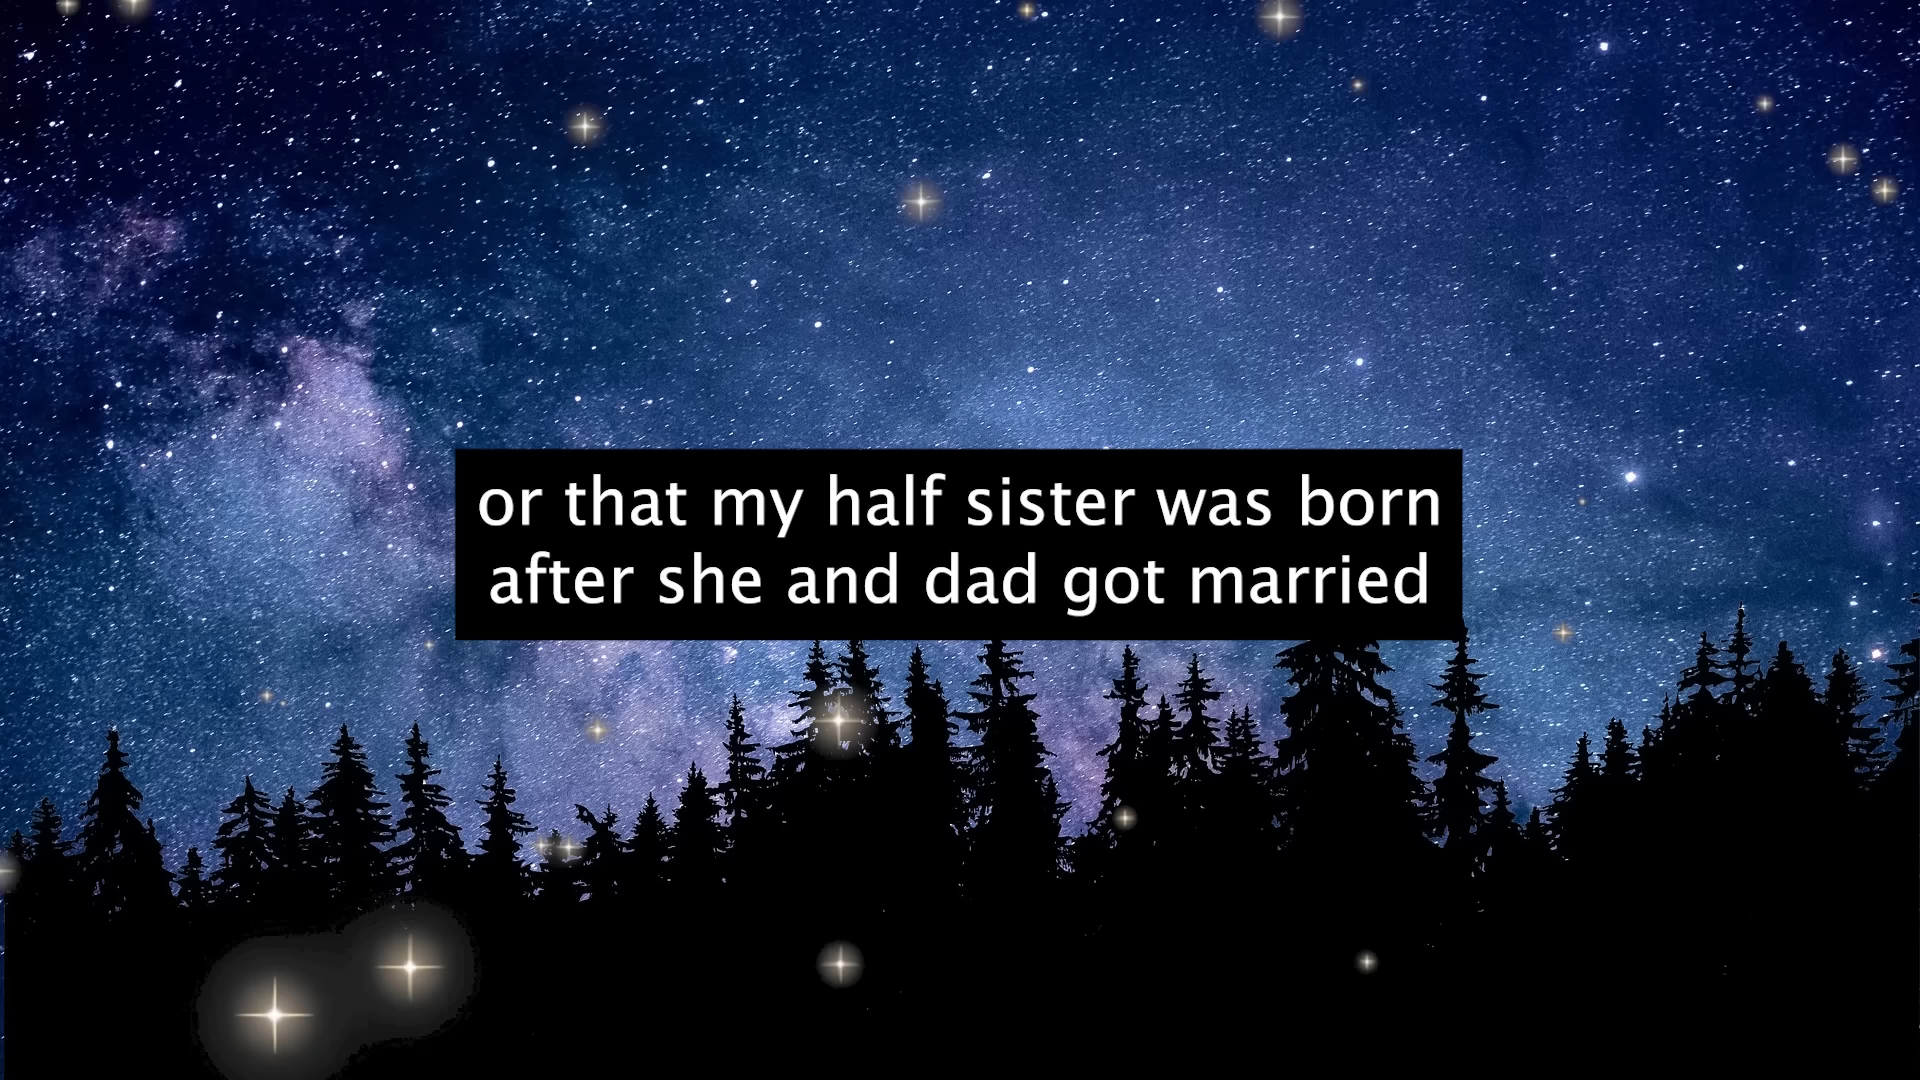 or that my half sister was born
after she and dad got married